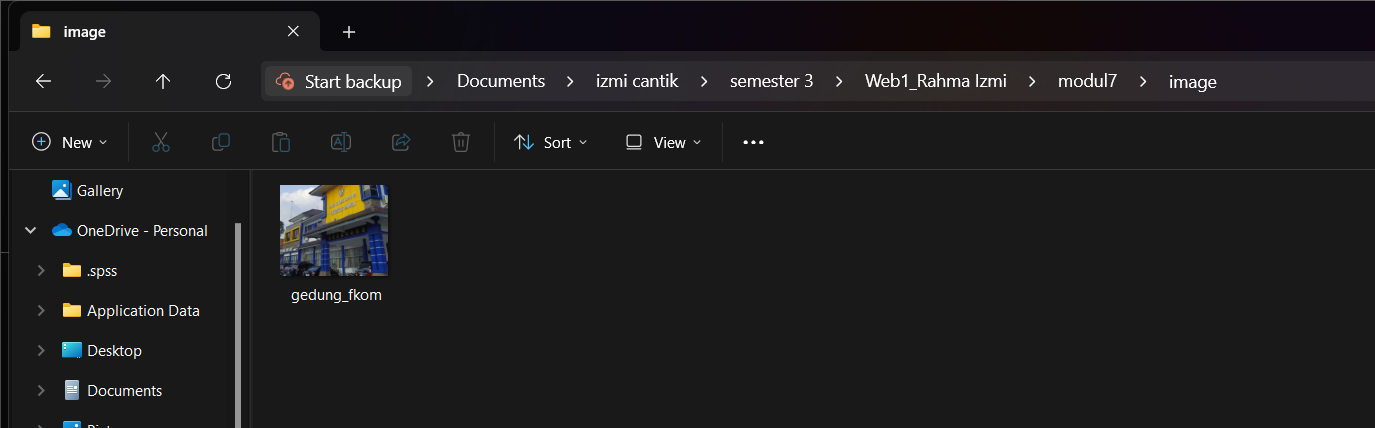 image
Start backup > Documents > izmi cantik > semester 3 > Web1_Rahma Izmi > modul7 > image
New Sort View
Gallery
OneDrive - Personal
.spss
Application Data
Desktop
Documents
gedung_fkom